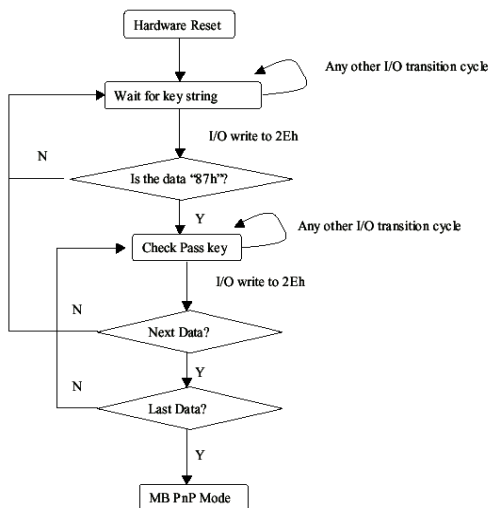 Hardware Reset
Any other I/O transition cycle
Wait for key string
I/O write to 2Eh
N
Is the data “87h”?
Y
Any other I/O transition cycle
Check Pass key
I/O write to 2Eh
N
Next Data?
Y
N
Last Data?
Y
MB PnP Mode